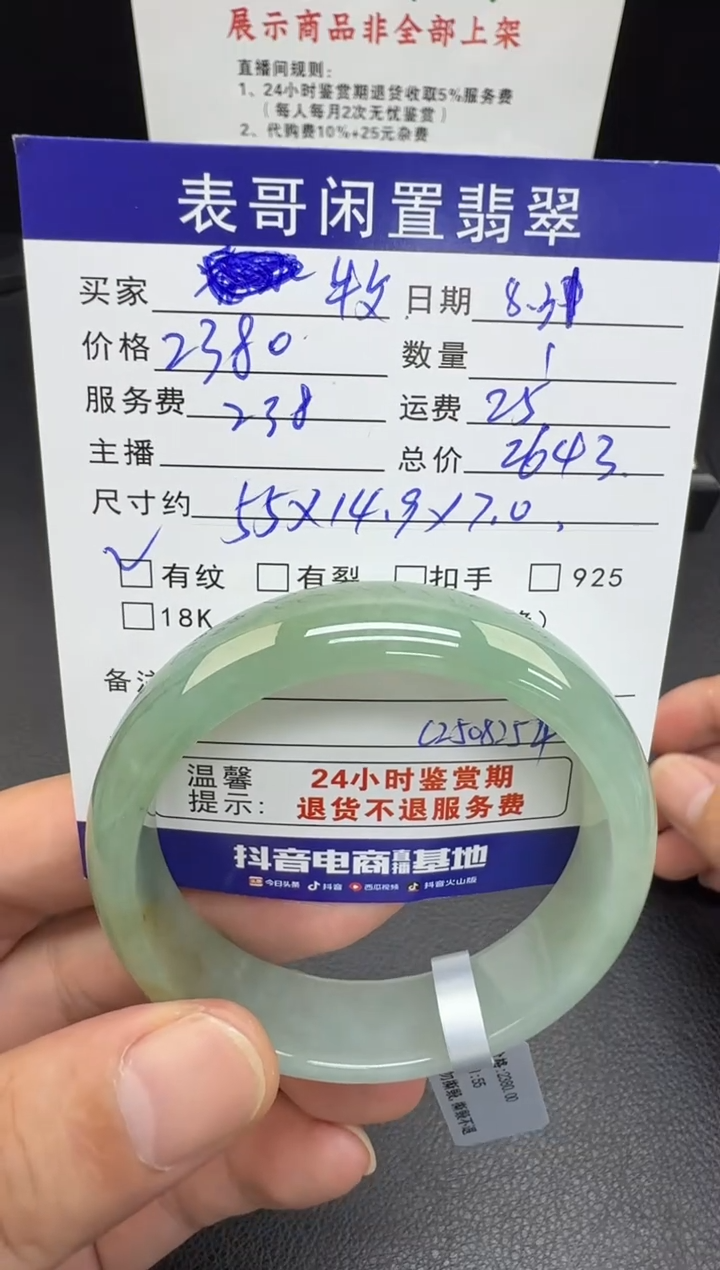 展示商品非全部上架
直播间规则:
1、24小时鉴赏期退货收取5%服务费
(每人每月2次无忧鉴赏)
2、代购费10%+25元杂费
表哥闲置翡翠
买家 牧 日期 8.31
价格 2380 数量 1
服务费 238 运费 25
主播 总价 2643.
尺寸约 55X14.9X7.0.
✓ 有纹 □有裂 □扣手 □925
□18K )
备注
C250825
温馨 24小时鉴赏期
提示: 退货不退服务费
抖音电商直播基地
今日头条 抖音 西瓜视频 抖音火山版
:2380.00
:55